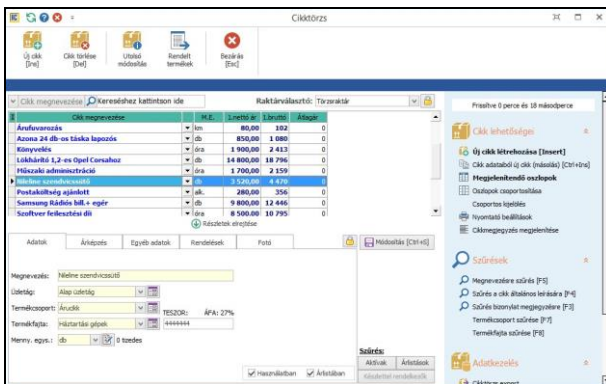 Cikktörzs
Új cikk [Ins]
Cikk törlése [Del]
Utolsó módosítás
Rendelt termékek
Bezárás [Esc]
Cikk megnevezése Kereséshez kattintson ide Raktárválasztó: Törzsraktár
Cikk megnevezése M.E. 1.nettó ár 1.bruttó Átlagár
Árufuvarozás km 80,00 102 0
Azona 24 db-os táska lapozós db 850,00 1 080 0
Könyvelés óra 1 900,00 2 413 0
Lökhárító 1,2-es Opel Corsahoz db 14 800,00 18 796 0
Műszaki adminisztráció óra 1 700,00 2 159 0
Nileline szendvicssütő db 3 520,00 4 470 0
Postaköltség ajánlott alk. 280,00 356 0
Samsung Rádiós bill.+ egér db 9 800,00 12 446 0
Szoftver fejlesztési díj óra 8 500,00 10 795 0
Részletek elrejtése
Adatok Árképzés Egyéb adatok Rendelések Fotó
Módosítás [Ctrl+S]
Megnevezés: Nileline szendvicssütő
Üzletág: Alap üzletág
Termékcsoport: Árucikk TESZOR: ÁFA: 27%
Termékfajta: Háztartási gépek 4444444
Menny. egys.: db 0 tizedes
Használatban Árlistában
Szűrés:
Aktívak Árlistások
Készlettel rendelkezők
Frissítve 0 perce és 18 másodperce
Cikk lehetőségei
Új cikk létrehozása [Insert]
Cikk adataiból új cikk (másolás) [Ctrl+Ins]
Megjelenítendő oszlopok
Oszlopok csoportosítása
Csoportos kijelölés
Nyomtató beállítások
Cikkmegjegyzés megjelenítése
Szűrések
Megnevezésre szűrés [F5]
Szűrés a cikk általános leírására [F4]
Szűrés bizonylat megjegyzésre [F3]
Termékcsoport szűrése [F7]
Termékfajta szűrése [F8]
Adatkezelés
Cikktörzs export